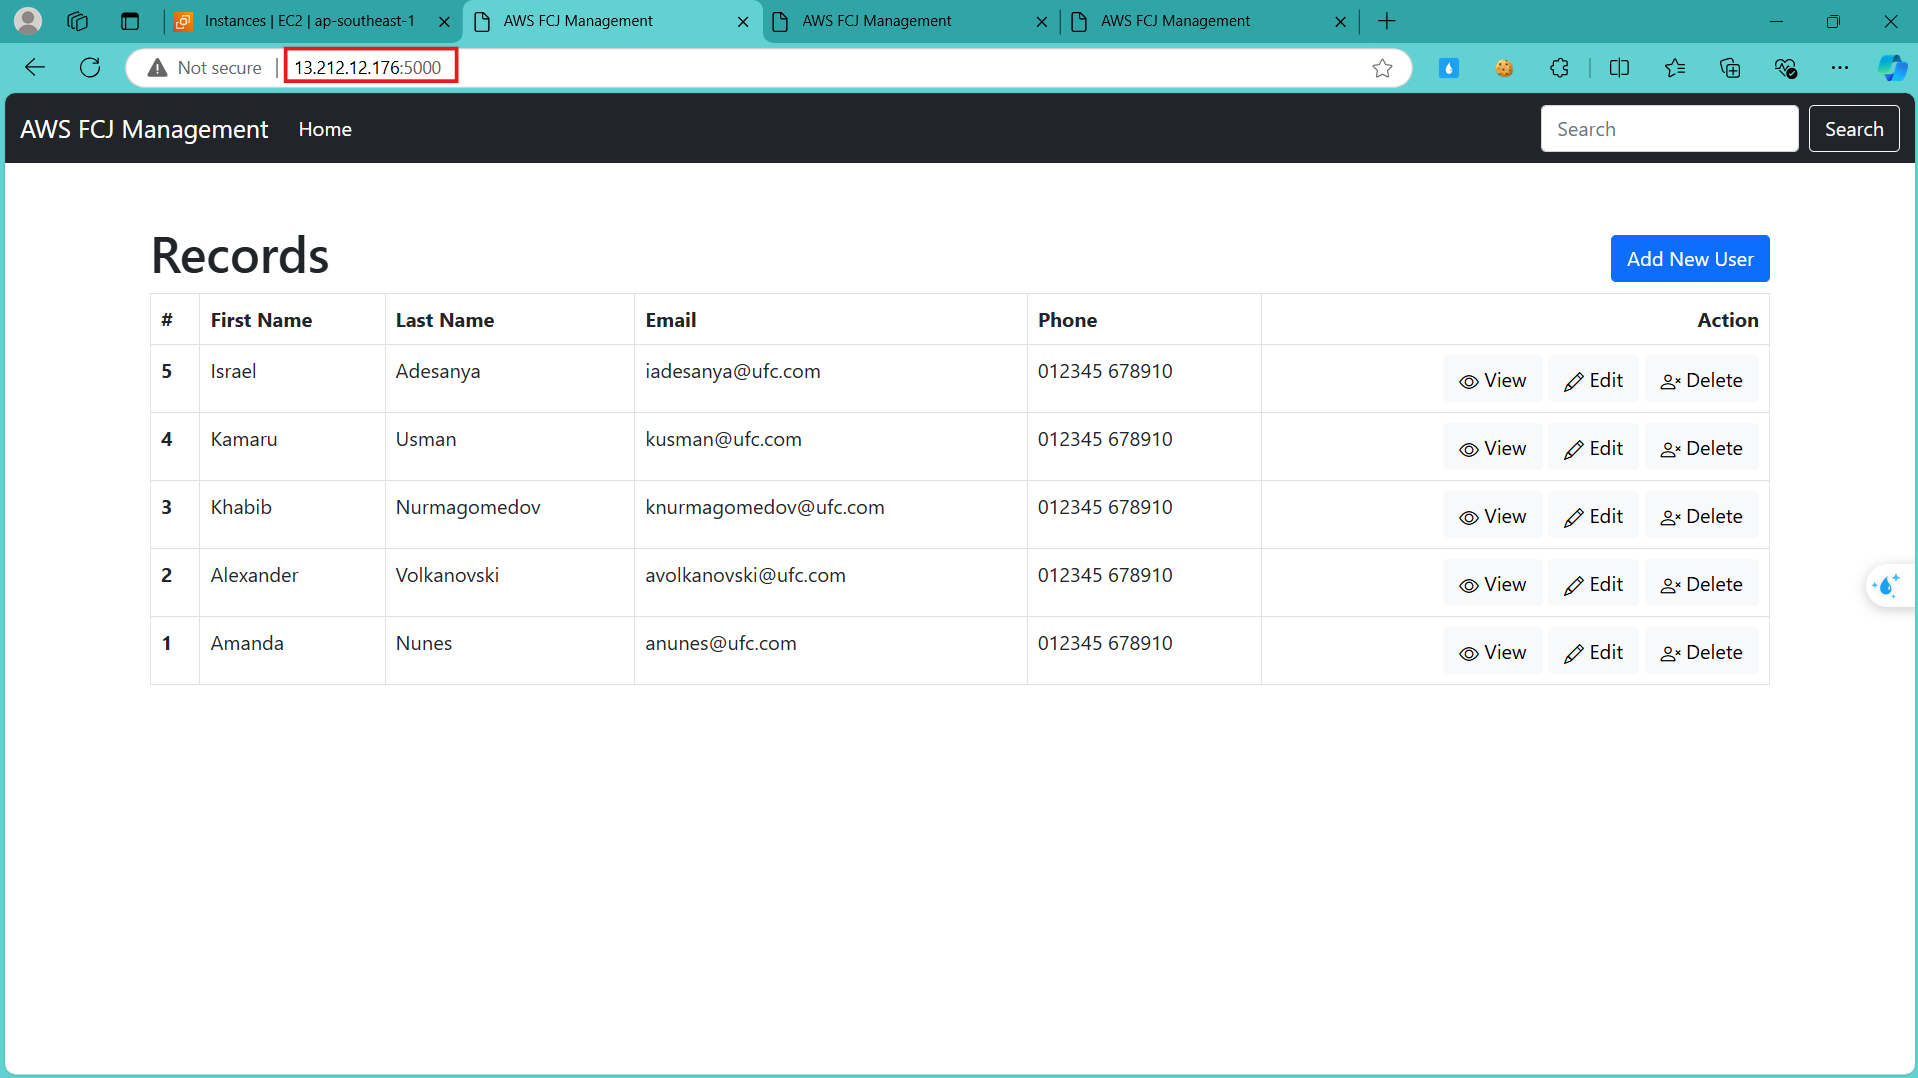 Instances | EC2 | ap-southeast-1 AWS FCJ Management AWS FCJ Management AWS FCJ Management
Not secure 13.212.12.176:5000
AWS FCJ Management Home Search Search
Records Add New User
# First Name Last Name Email Phone Action
5 Israel Adesanya iadesanya@ufc.com 012345 678910 View Edit Delete
4 Kamaru Usman kusman@ufc.com 012345 678910 View Edit Delete
3 Khabib Nurmagomedov knurmagomedov@ufc.com 012345 678910 View Edit Delete
2 Alexander Volkanovski avolkanovski@ufc.com 012345 678910 View Edit Delete
1 Amanda Nunes anunes@ufc.com 012345 678910 View Edit Delete